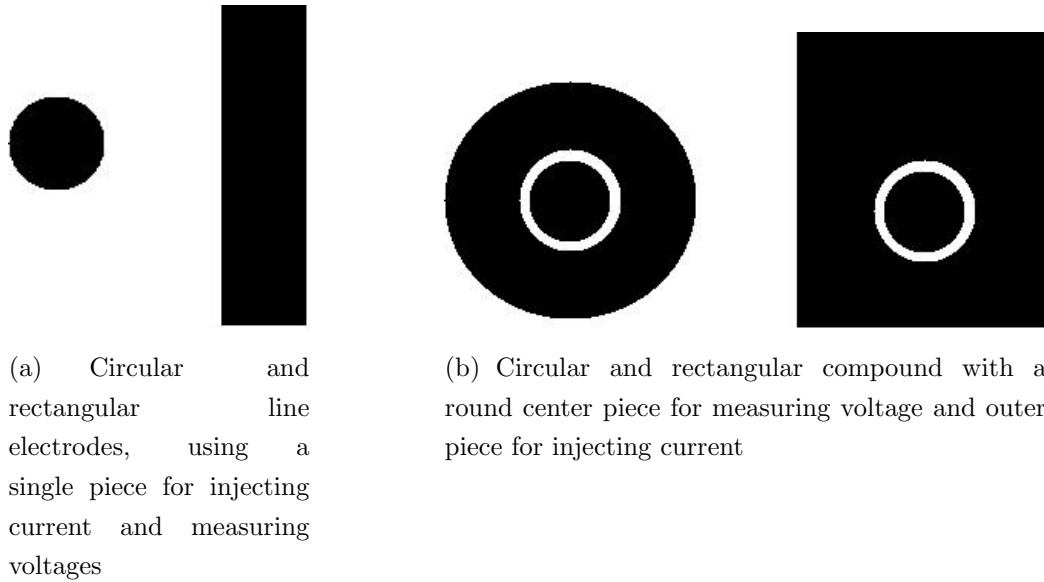 (a) Circular and
rectangular line
electrodes, using a
single piece for injecting
current and measuring
voltages
(b) Circular and rectangular compound with a
round center piece for measuring voltage and outer
piece for injecting current